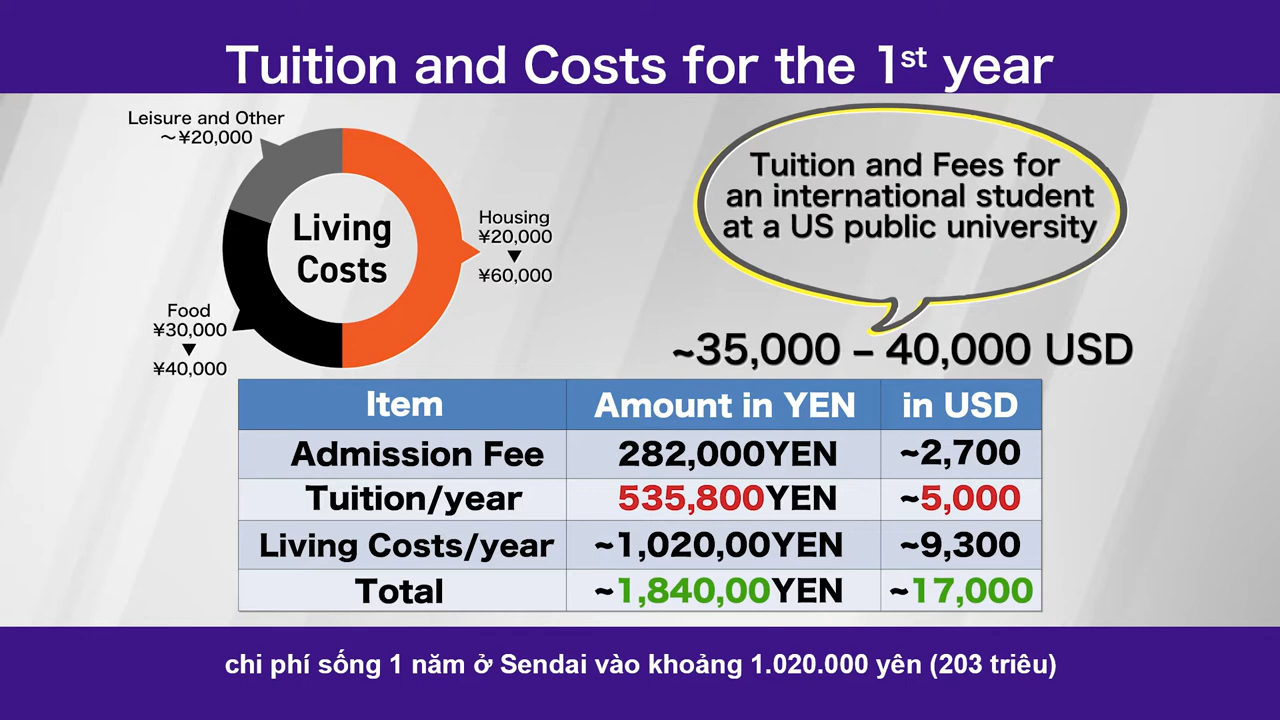 Tuition and Costs for the 1st year
Leisure and Other
～¥20,000
Living
Costs
Housing
¥20,000
▼
¥60,000
Food
¥30,000
▼
¥40,000
Tuition and Fees for
an international student
at a US public university
~35,000 – 40,000 USD
Item Amount in YEN in USD
Admission Fee 282,000YEN ~2,700
Tuition/year 535,800YEN ~5,000
Living Costs/year ~1,020,00YEN ~9,300
Total ~1,840,00YEN ~17,000
chi phí sống 1 năm ở Sendai vào khoảng 1.020.000 yên (203 triêu)